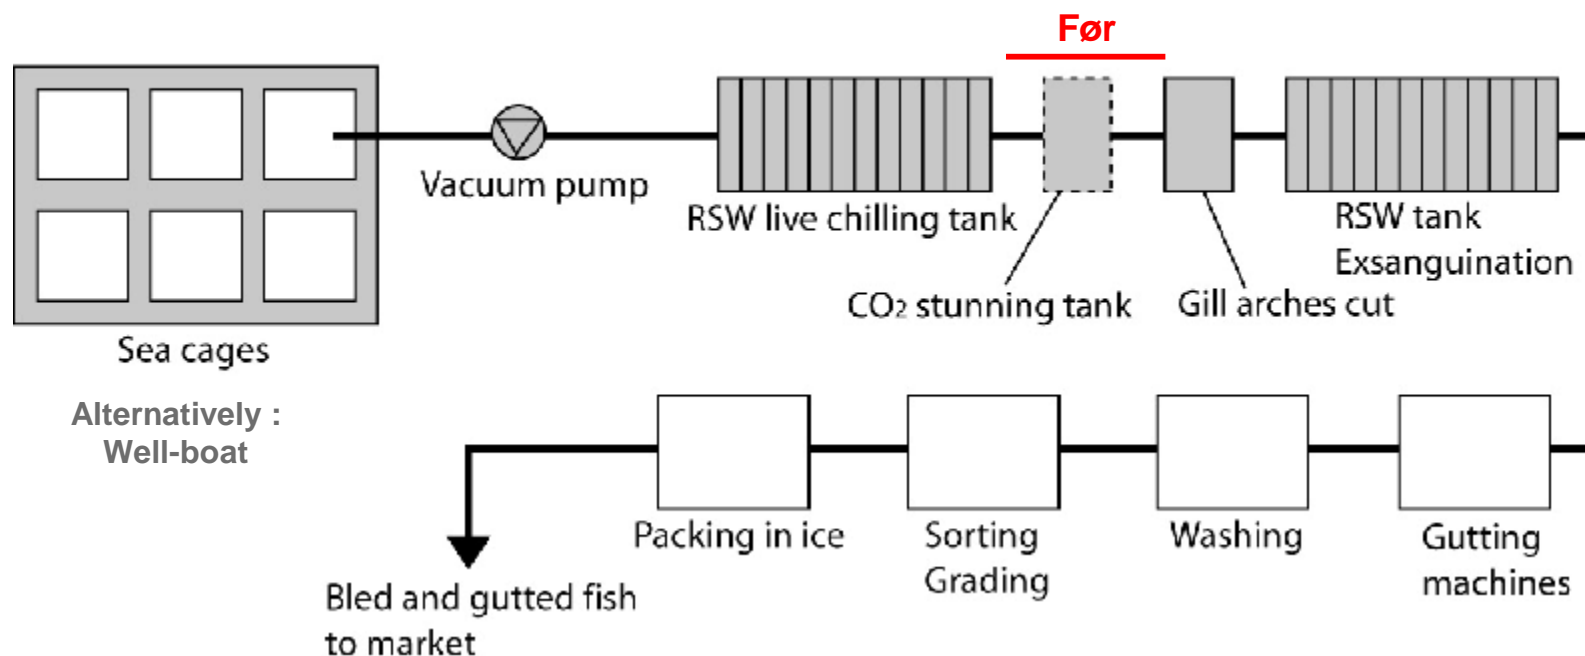 Før
Vacuum pump
RSW live chilling tank
RSW tank
Exsanguination
CO₂ stunning tank
Gill arches cut
Sea cages
Alternatively :
Well-boat
Packing in ice
Sorting
Grading
Washing
Gutting
machines
Bled and gutted fish
to market